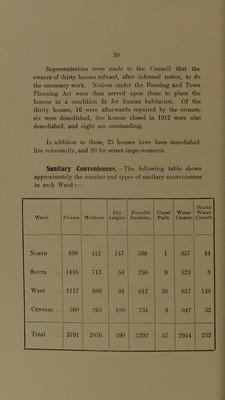 30
Representations were made to the Council that the
owners of thirty houses refused, after informal notice, to do
the necessary work. Notices under the Housing and Town
Planning Act were then served upon them to place the
houses in a condition fit for human habitation. Of the
thirty houses, 16 were afterwards repaired by the owners,
six were demolished, five houses closed in 1912 were also
demolished, and eight are outstanding.
In addition to these, 23 houses have been demolished
five voluntarily, and 20 for street improvements.
Sanitary Conveniences.—The following table shows
approximately the number and types of sanitary conveniences
in each Ward:—
Ward. Privies. Middens Dry Ashpits Portable Dustbins. Closet Pails Water Closets Waste Water Closets
North ... 699 412 147 596 1 857 44
South ... 1416 713 54 250 9 523 8
West ... 1117 688 91 812 38 617 148
Central ... 560 263 198 734 9 947 32
Total ... 3791 2076 490 2392 57 2944 232